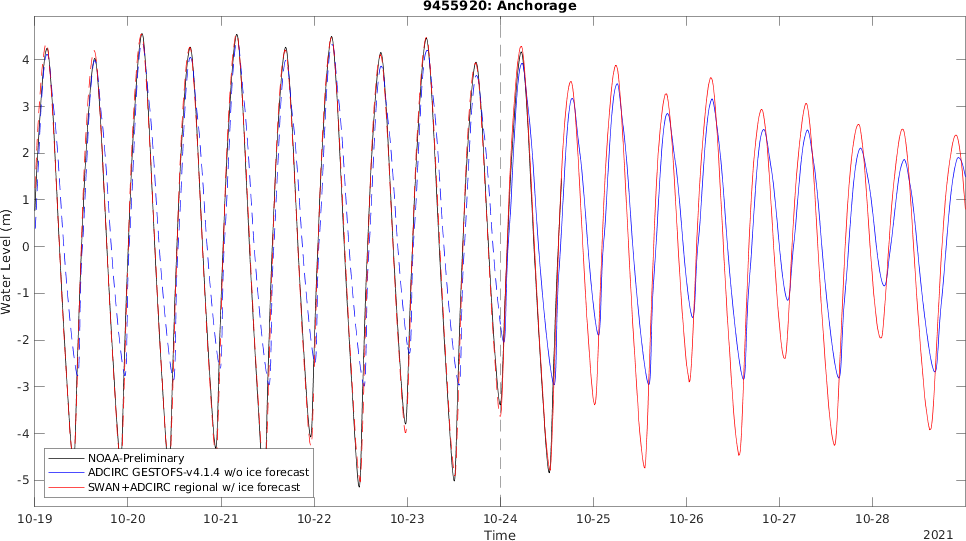 9455920: Anchorage
4
3
2
1
0
-1
-2
-3
-4
-5
Water Level (m)
NOAA-Preliminary
ADCIRC GESTOFS-v4.1.4 w/o ice forecast
SWAN+ADCIRC regional w/ ice forecast
10-19 10-20 10-21 10-22 10-23 10-24 10-25 10-26 10-27 10-28
Time
2021